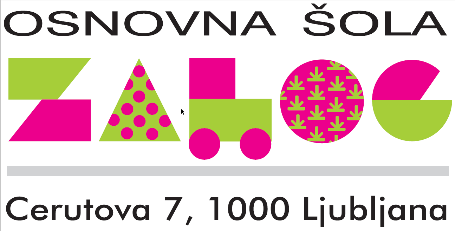 OSNOVNA ŠOLA
ZALOG
Cerutova 7, 1000 Ljubljana